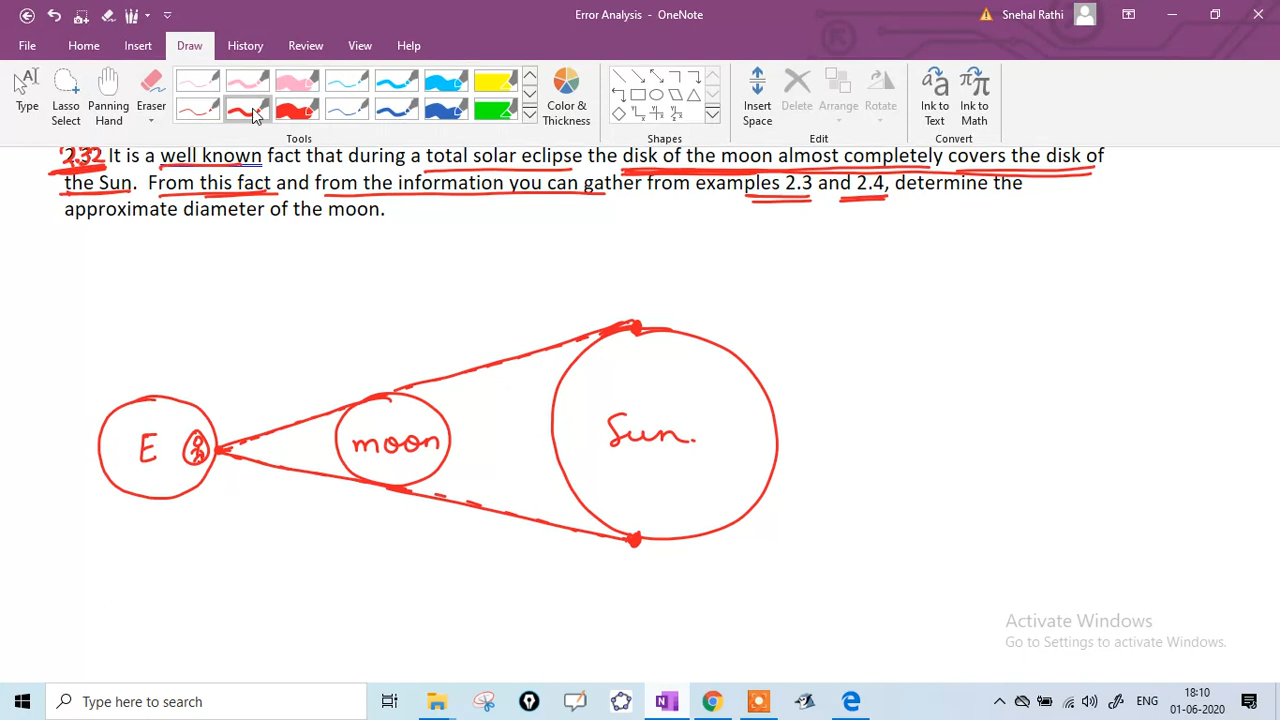 Error Analysis - OneNote
Snehal Rathi
File Home Insert Draw History Review View Help
Type
Lasso Select
Panning Hand
Eraser
Color & Thickness
Insert Space
Delete
Arrange
Rotate
Ink to Text
Ink to Math
Tools
Shapes
Edit
Convert
2.32 It is a well known fact that during a total solar eclipse the disk of the moon almost completely covers the disk of
the Sun. From this fact and from the information you can gather from examples 2.3 and 2.4, determine the
approximate diameter of the moon.
E
moon
Sun.
Activate Windows
Go to Settings to activate Windows.
Type here to search
ENG
18:10
01-06-2020